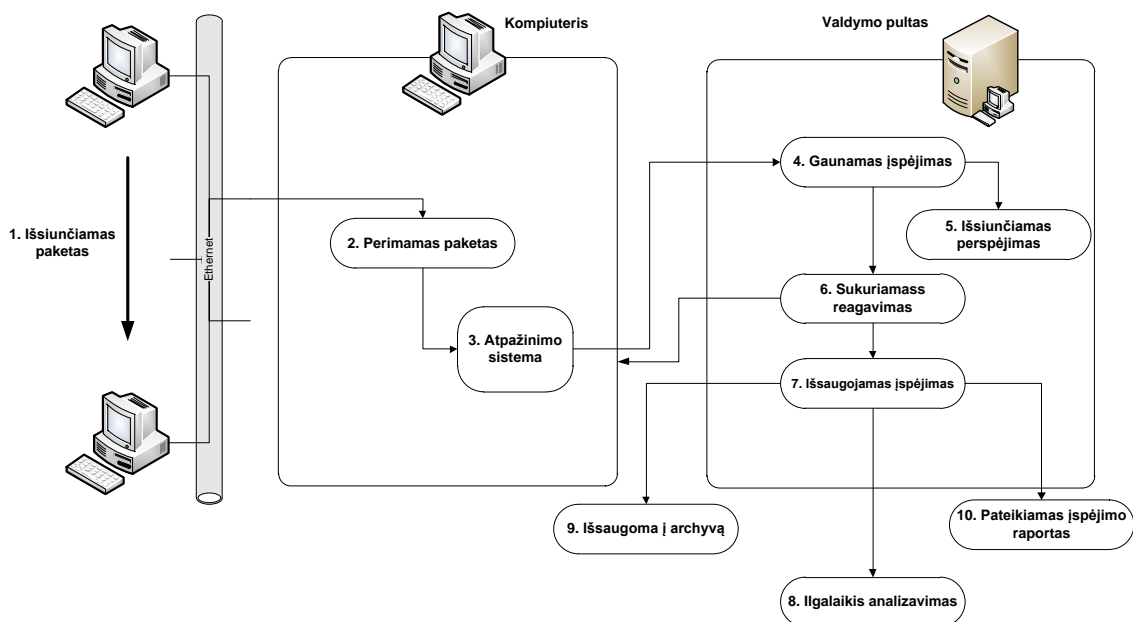 Kompiuteris
Valdymo pultas
1. Išsiunčiamas
paketas
Ethernet
2. Perimamas paketas
3. Atpažinimo
sistema
4. Gaunamas įspėjimas
5. Išsiunčiamas
perspėjimas
6. Sukuriamass
reagavimas
7. Išsaugojamas įspėjimas
9. Išsaugoma į archyvą
10. Pateikiamas įspėjimo
raportas
8. Ilgalaikis analizavimas